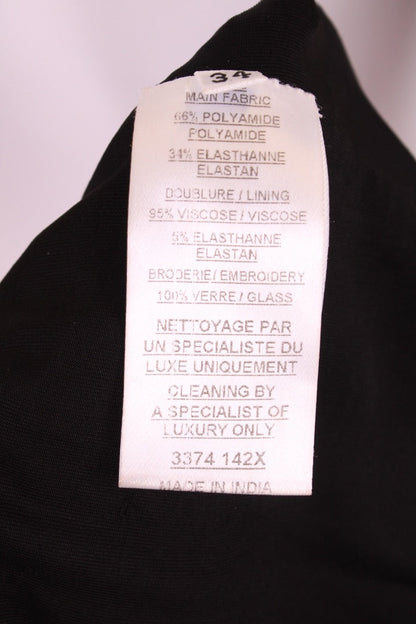 34
MAIN FABRIC
66% POLYAMIDE
POLYAMIDE
34% ELASTHANNE
ELASTAN
DOUBLURE / LINING
95% VISCOSE / VISCOSE
5% ELASTHANNE
ELASTAN
BRODERIE/ EMBROIDERY
100% VERRE / GLASS
NETTOYAGE PAR
UN SPECIALISTE DU
LUXE UNIQUEMENT
CLEANING BY
A SPECIALIST OF
LUXURY ONLY
3374 142X
MADE IN INDIA